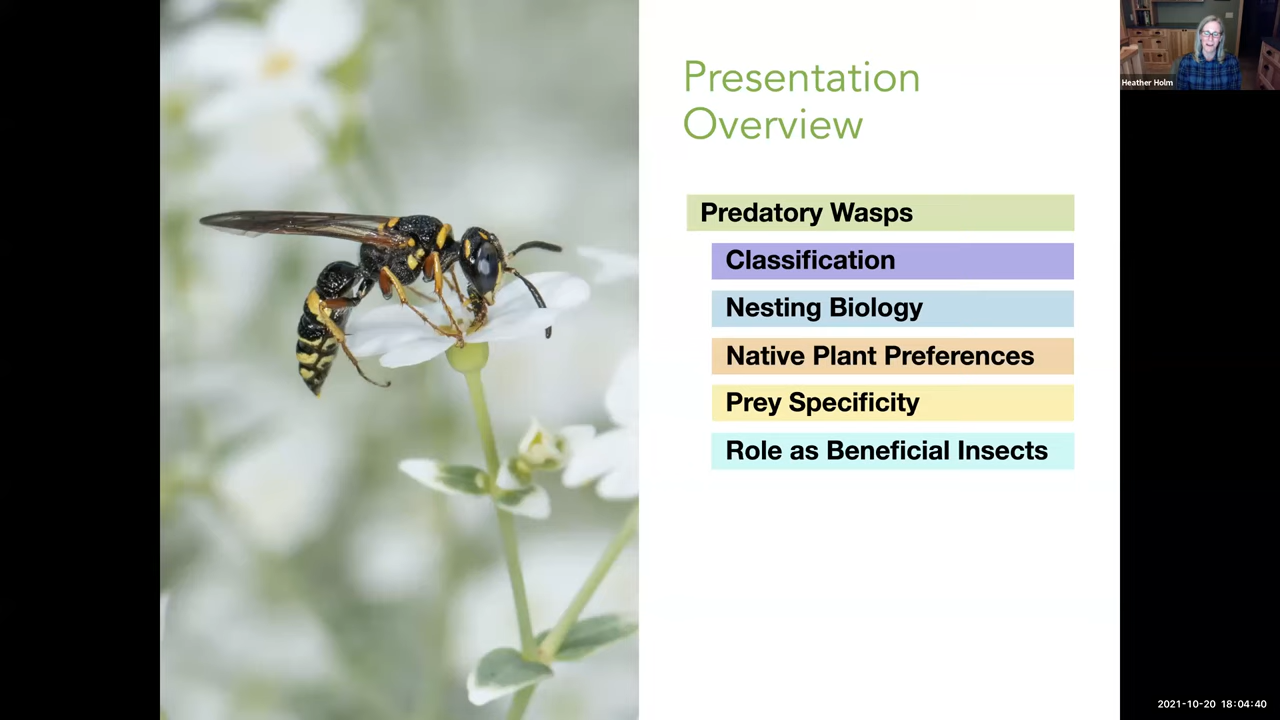 Presentation
Overview
Predatory Wasps
Classification
Nesting Biology
Native Plant Preferences
Prey Specificity
Role as Beneficial Insects
Heather Holm
2021-10-20 18:04:40